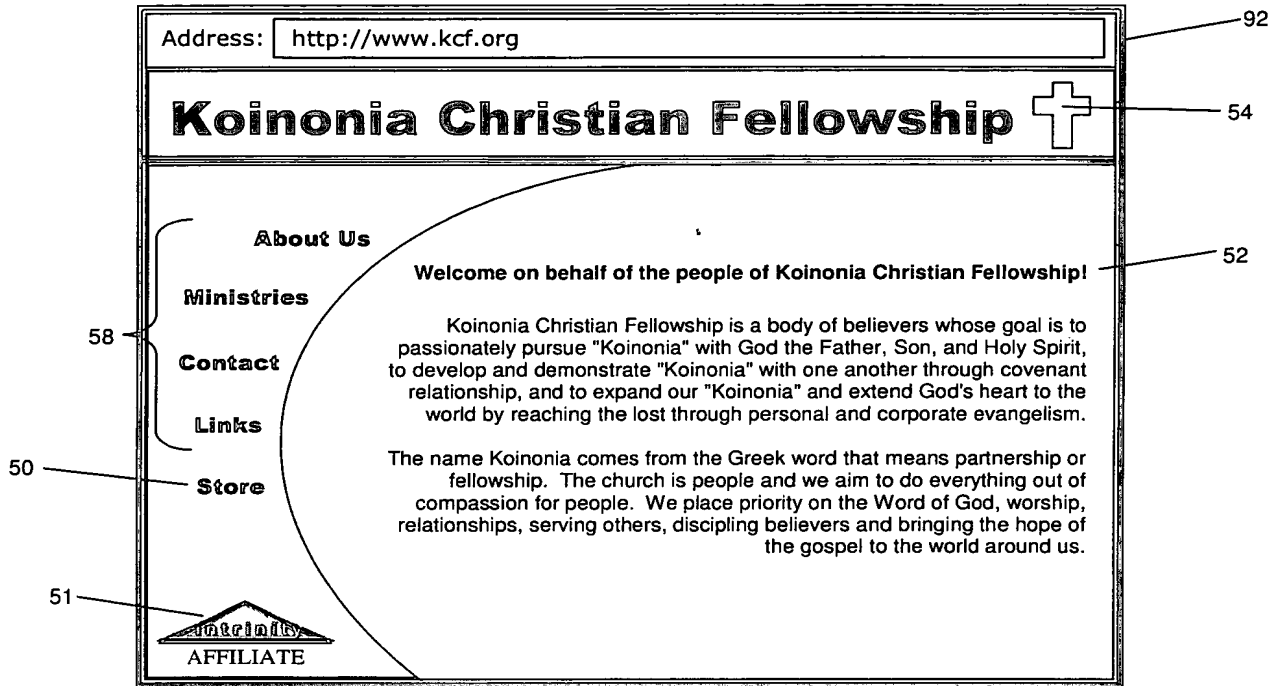 Address: http://www.kcf.org
92
Koinonia Christian Fellowship
54
About Us
Ministries
58
Contact
Links
50
Store
51
intrinity
AFFILIATE
Welcome on behalf of the people of Koinonia Christian Fellowship!
52
Koinonia Christian Fellowship is a body of believers whose goal is to
passionately pursue "Koinonia" with God the Father, Son, and Holy Spirit,
to develop and demonstrate "Koinonia" with one another through covenant
relationship, and to expand our "Koinonia" and extend God's heart to the
world by reaching the lost through personal and corporate evangelism.
The name Koinonia comes from the Greek word that means partnership or
fellowship. The church is people and we aim to do everything out of
compassion for people. We place priority on the Word of God, worship,
relationships, serving others, discipling believers and bringing the hope of
the gospel to the world around us.